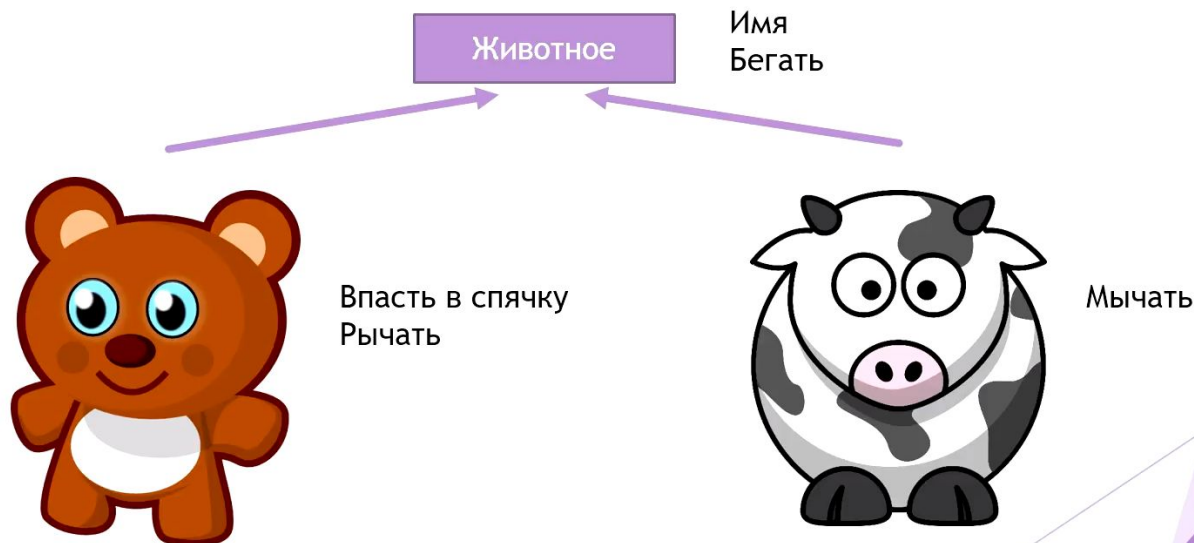 Животное
Имя
Бегать
Впасть в спячку
Рычать
Мычать